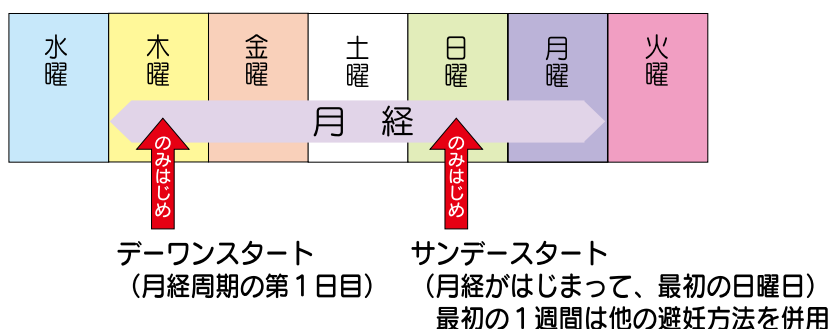 水曜
木曜
金曜
土曜
日曜
月曜
火曜
月 経
のみはじめ
のみはじめ
デーワンスタート
（月経周期の第１日目）
サンデースタート
（月経がはじまって、最初の日曜日）
最初の１週間は他の避妊方法を併用